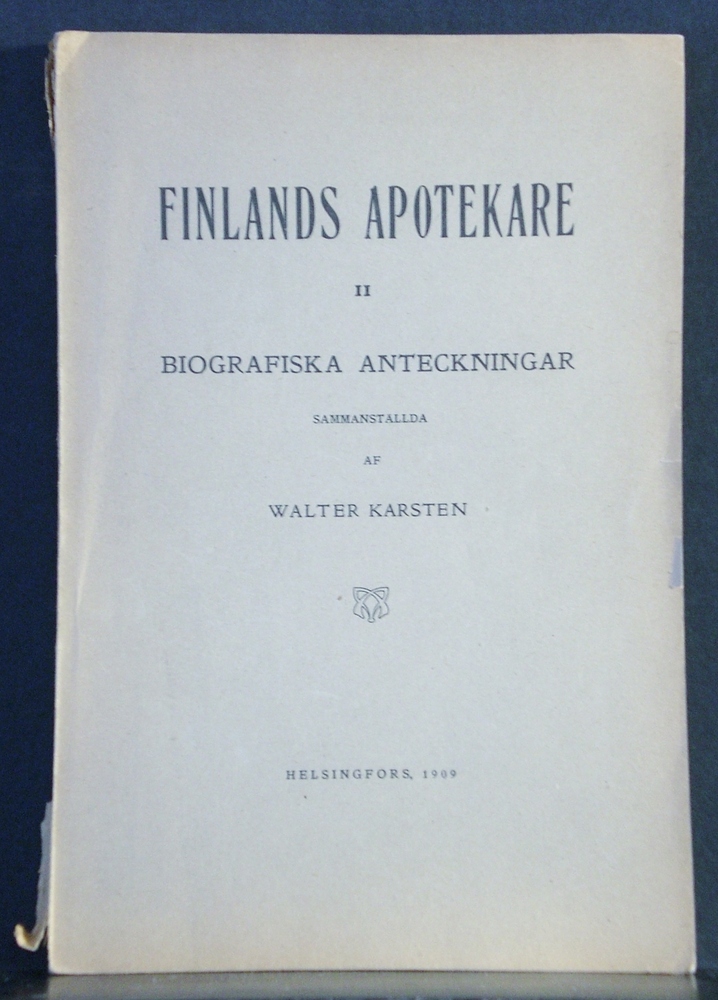 FINLANDS APOTEKARE
II
BIOGRAFISKA ANTECKNINGAR
SAMMANSTÄLLDA
AF
WALTER KARSTEN
HELSINGFORS, 1909